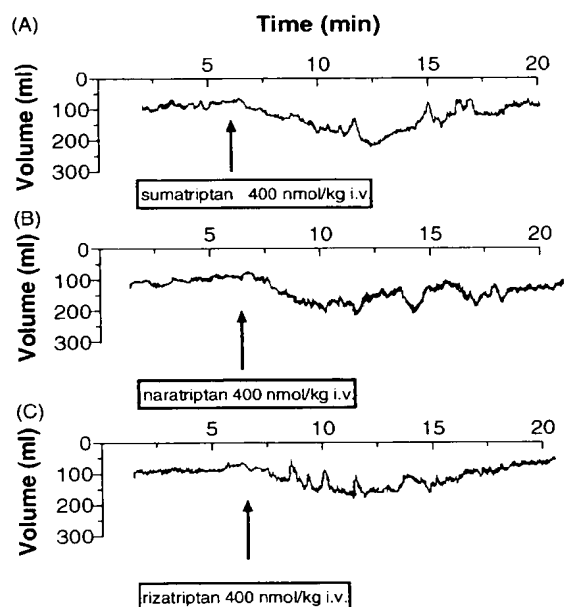 (A)
Time (min)
5 10 15 20
Volume (ml)
0
100
200
300
sumatriptan 400 nmol/kg i.v.
(B)
5 10 15 20
Volume (ml)
0
100
200
300
naratriptan 400 nmol/kg i.v.
(C)
5 10 15 20
Volume (ml)
0
100
200
300
rizatriptan 400 nmol/kg i.v.